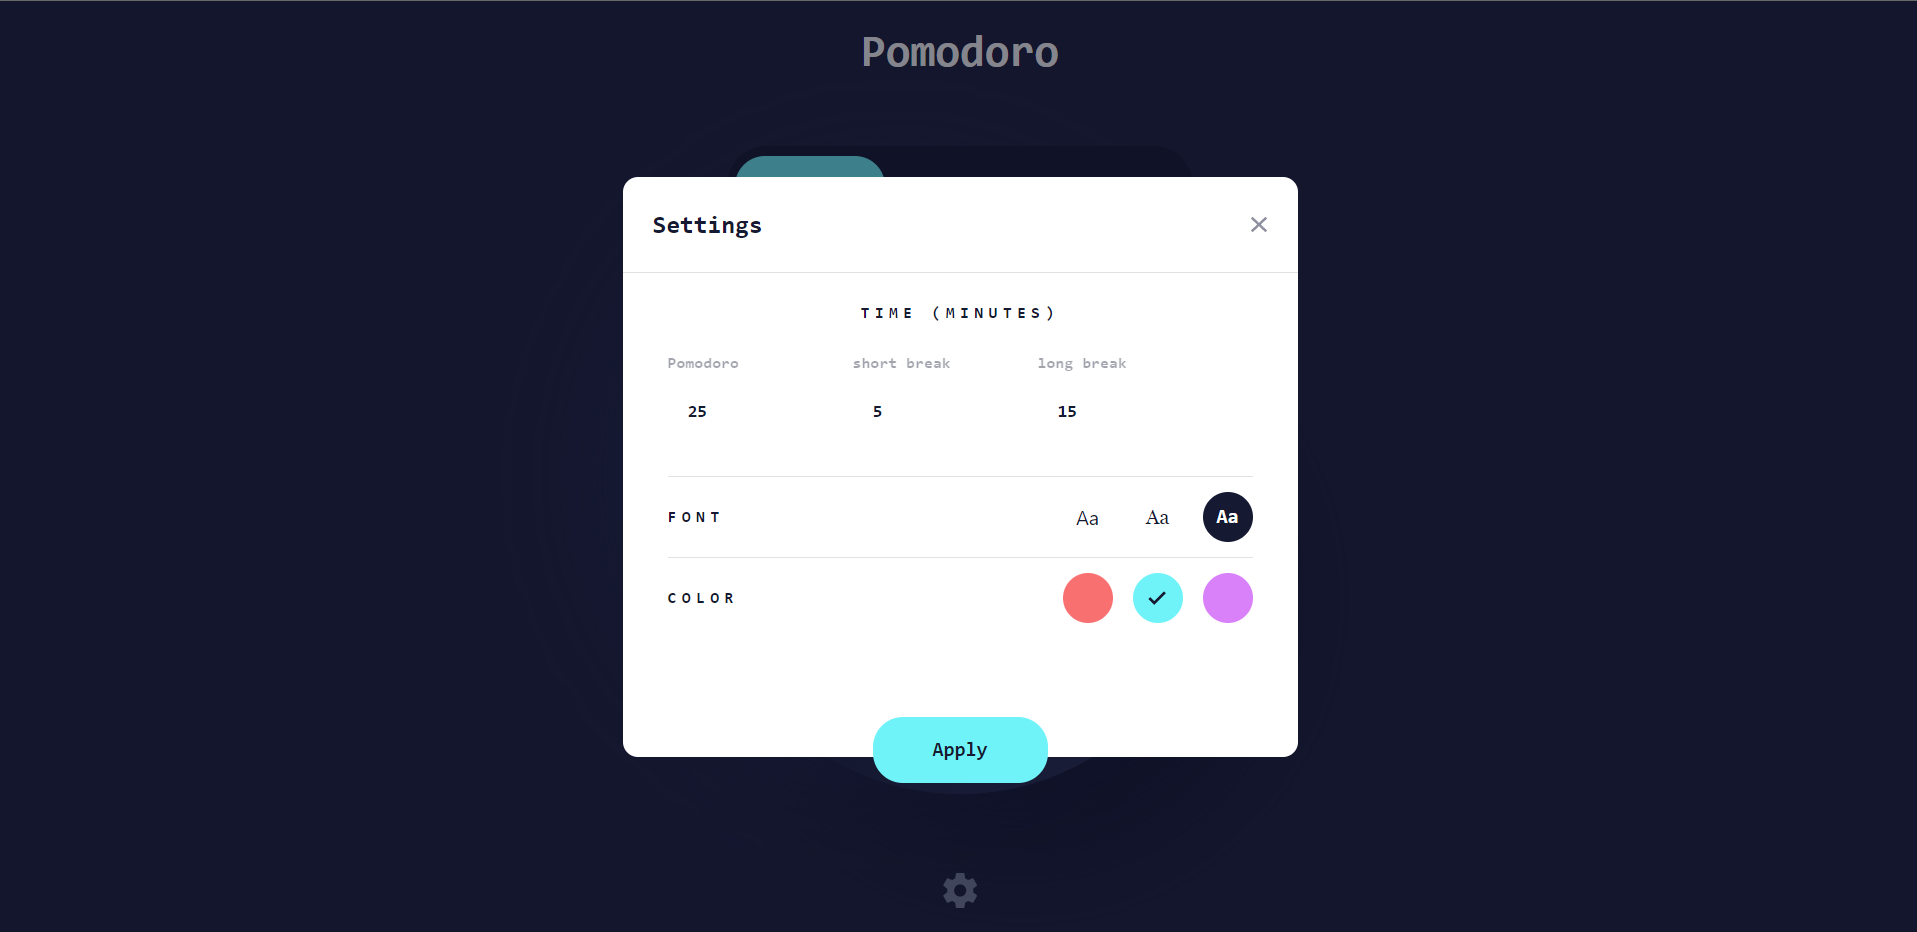 Pomodoro
Settings
TIME (MINUTES)
Pomodoro short break long break
25 5 15
FONT Aa Aa Aa
COLOR
Apply